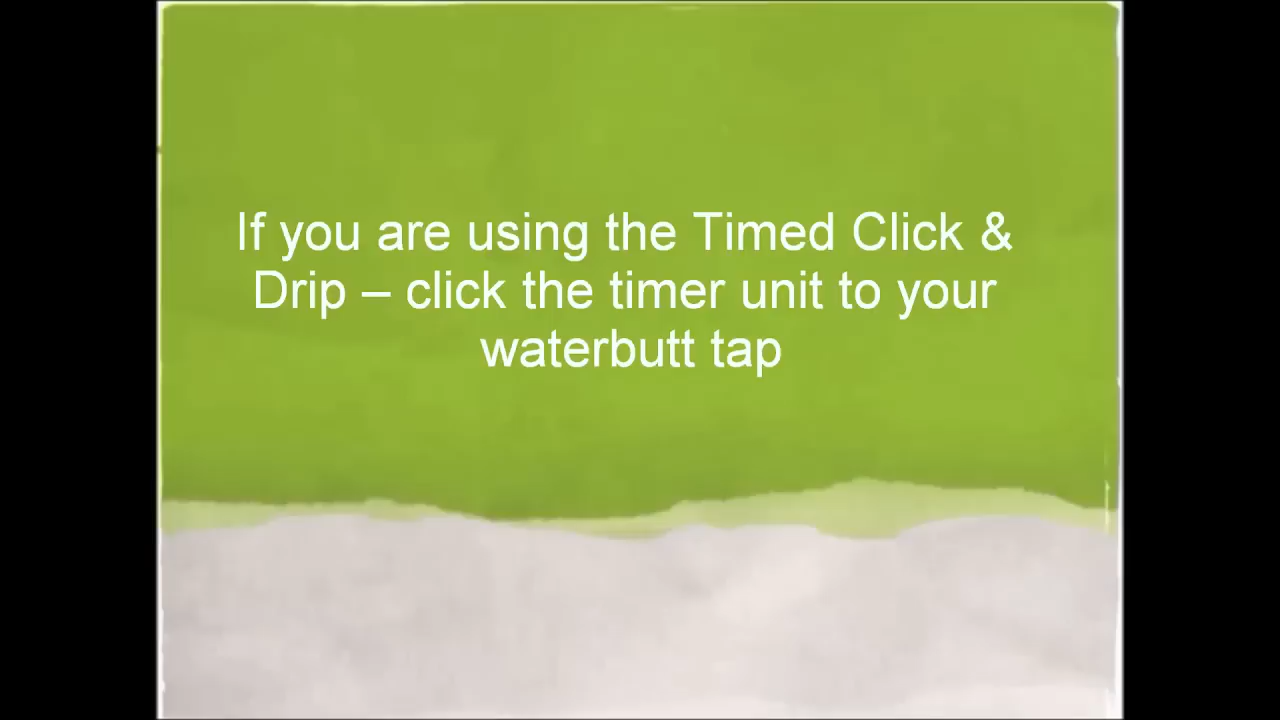 If you are using the Timed Click &
Drip – click the timer unit to your
waterbutt tap